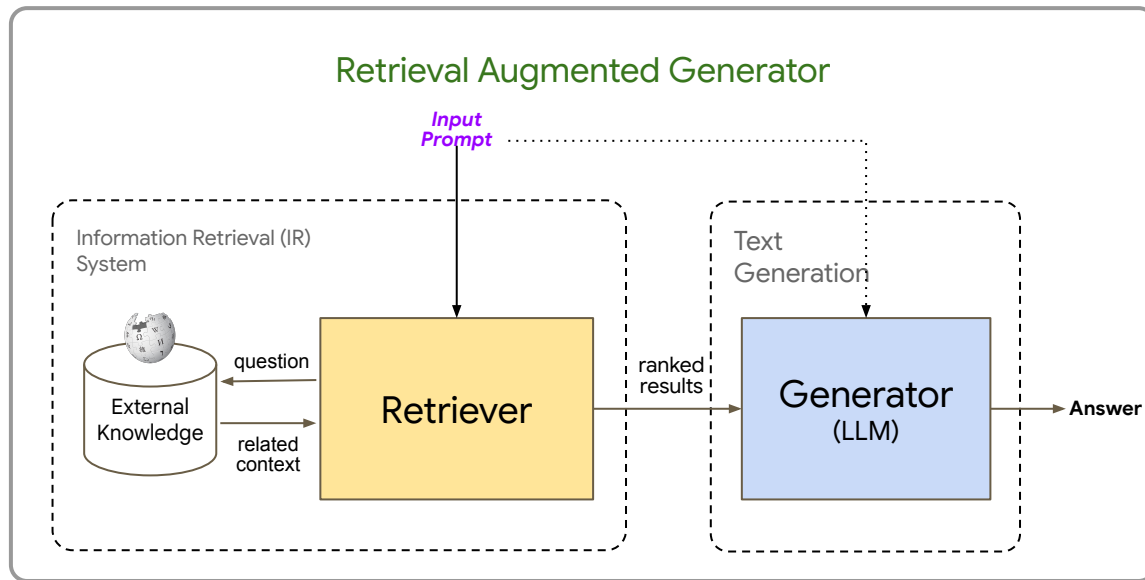 Retrieval Augmented Generator
Input
Prompt
Information Retrieval (IR)
System
Text
Generation
question
External
Knowledge
related
context
Retriever
ranked
results
Generator
(LLM)
Answer